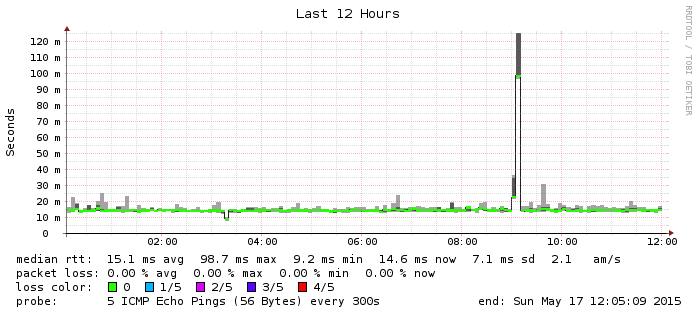 Last 12 Hours
RRDTOOL / TOBI OETIKER
Seconds
120 m
110 m
100 m
90 m
80 m
70 m
60 m
50 m
40 m
30 m
20 m
10 m
0
02:00 04:00 06:00 08:00 10:00 12:00
median rtt: 15.1 ms avg 98.7 ms max 9.2 ms min 14.6 ms now 7.1 ms sd 2.1 am/s
packet loss: 0.00 % avg 0.00 % max 0.00 % min 0.00 % now
loss color: 0 1/5 2/5 3/5 4/5
probe: 5 ICMP Echo Pings (56 Bytes) every 300s end: Sun May 17 12:05:09 2015